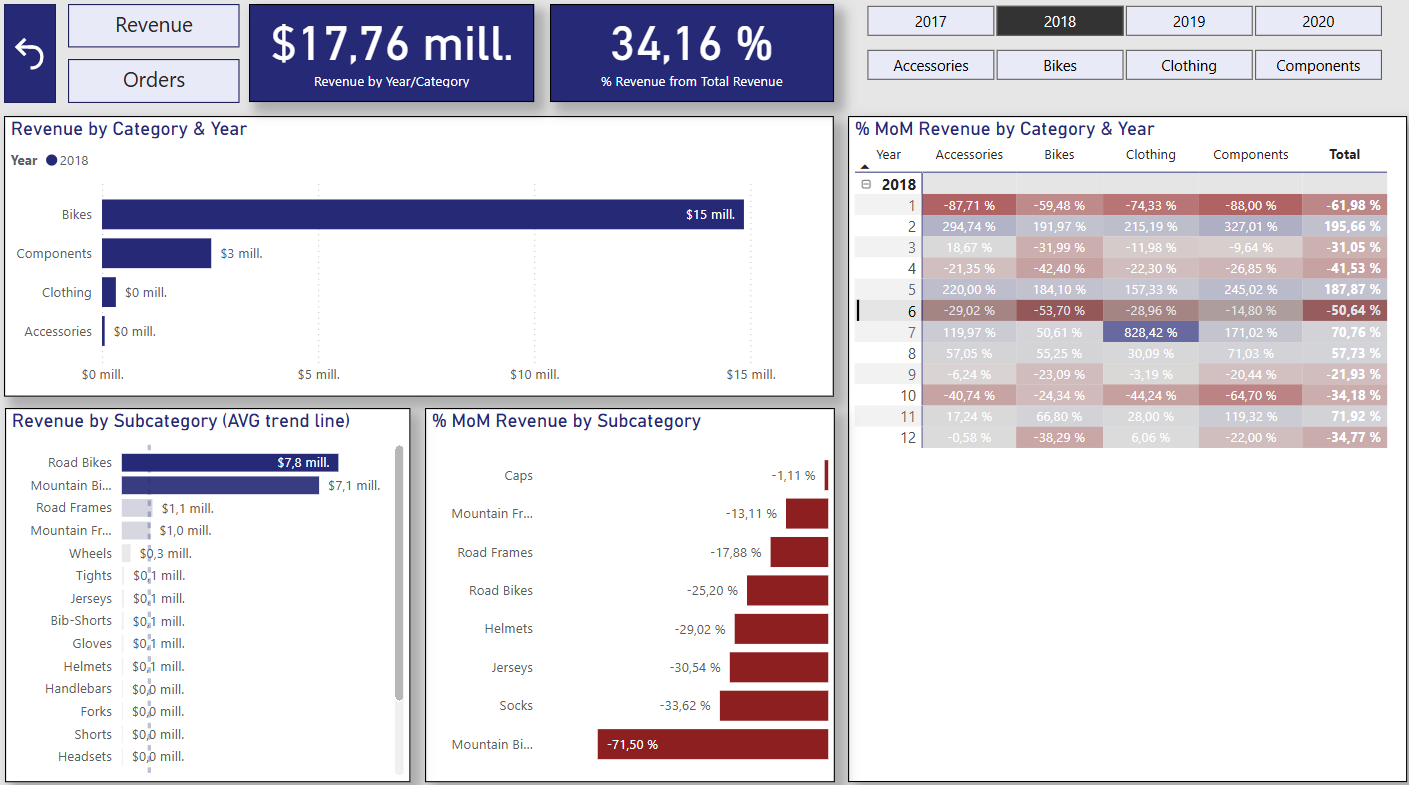 Revenue
Orders
$17,76 mill.
Revenue by Year/Category
34,16 %
% Revenue from Total Revenue
2017 2018 2019 2020
Accessories Bikes Clothing Components
Revenue by Category & Year
Year 2018
Bikes $15 mill.
Components $3 mill.
Clothing $0 mill.
Accessories $0 mill.
$0 mill. $5 mill. $10 mill. $15 mill.
% MoM Revenue by Category & Year
Year Accessories Bikes Clothing Components Total
2018
1 -87,71 % -59,48 % -74,33 % -88,00 % -61,98 %
2 294,74 % 191,97 % 215,19 % 327,01 % 195,66 %
3 18,67 % -31,99 % -11,98 % -9,64 % -31,05 %
4 -21,35 % -42,40 % -22,30 % -26,85 % -41,53 %
5 220,00 % 184,10 % 157,33 % 245,02 % 187,87 %
6 -29,02 % -53,70 % -28,96 % -14,80 % -50,64 %
7 119,97 % 50,61 % 828,42 % 171,02 % 70,76 %
8 57,05 % 55,25 % 30,09 % 71,03 % 57,73 %
9 -6,24 % -23,09 % -3,19 % -20,44 % -21,93 %
10 -40,74 % -24,34 % -44,24 % -64,70 % -34,18 %
11 17,24 % 66,80 % 28,00 % 119,32 % 71,92 %
12 -0,58 % -38,29 % 6,06 % -22,00 % -34,77 %
Revenue by Subcategory (AVG trend line)
Road Bikes $7,8 mill.
Mountain Bi... $7,1 mill.
Road Frames $1,1 mill.
Mountain Fr... $1,0 mill.
Wheels $0,3 mill.
Tights $0,1 mill.
Jerseys $0,1 mill.
Bib-Shorts $0,1 mill.
Gloves $0,1 mill.
Helmets $0,1 mill.
Handlebars $0,0 mill.
Forks $0,0 mill.
Shorts $0,0 mill.
Headsets $0,0 mill.
% MoM Revenue by Subcategory
Caps -1,11 %
Mountain Fr... -13,11 %
Road Frames -17,88 %
Road Bikes -25,20 %
Helmets -29,02 %
Jerseys -30,54 %
Socks -33,62 %
Mountain Bi... -71,50 %